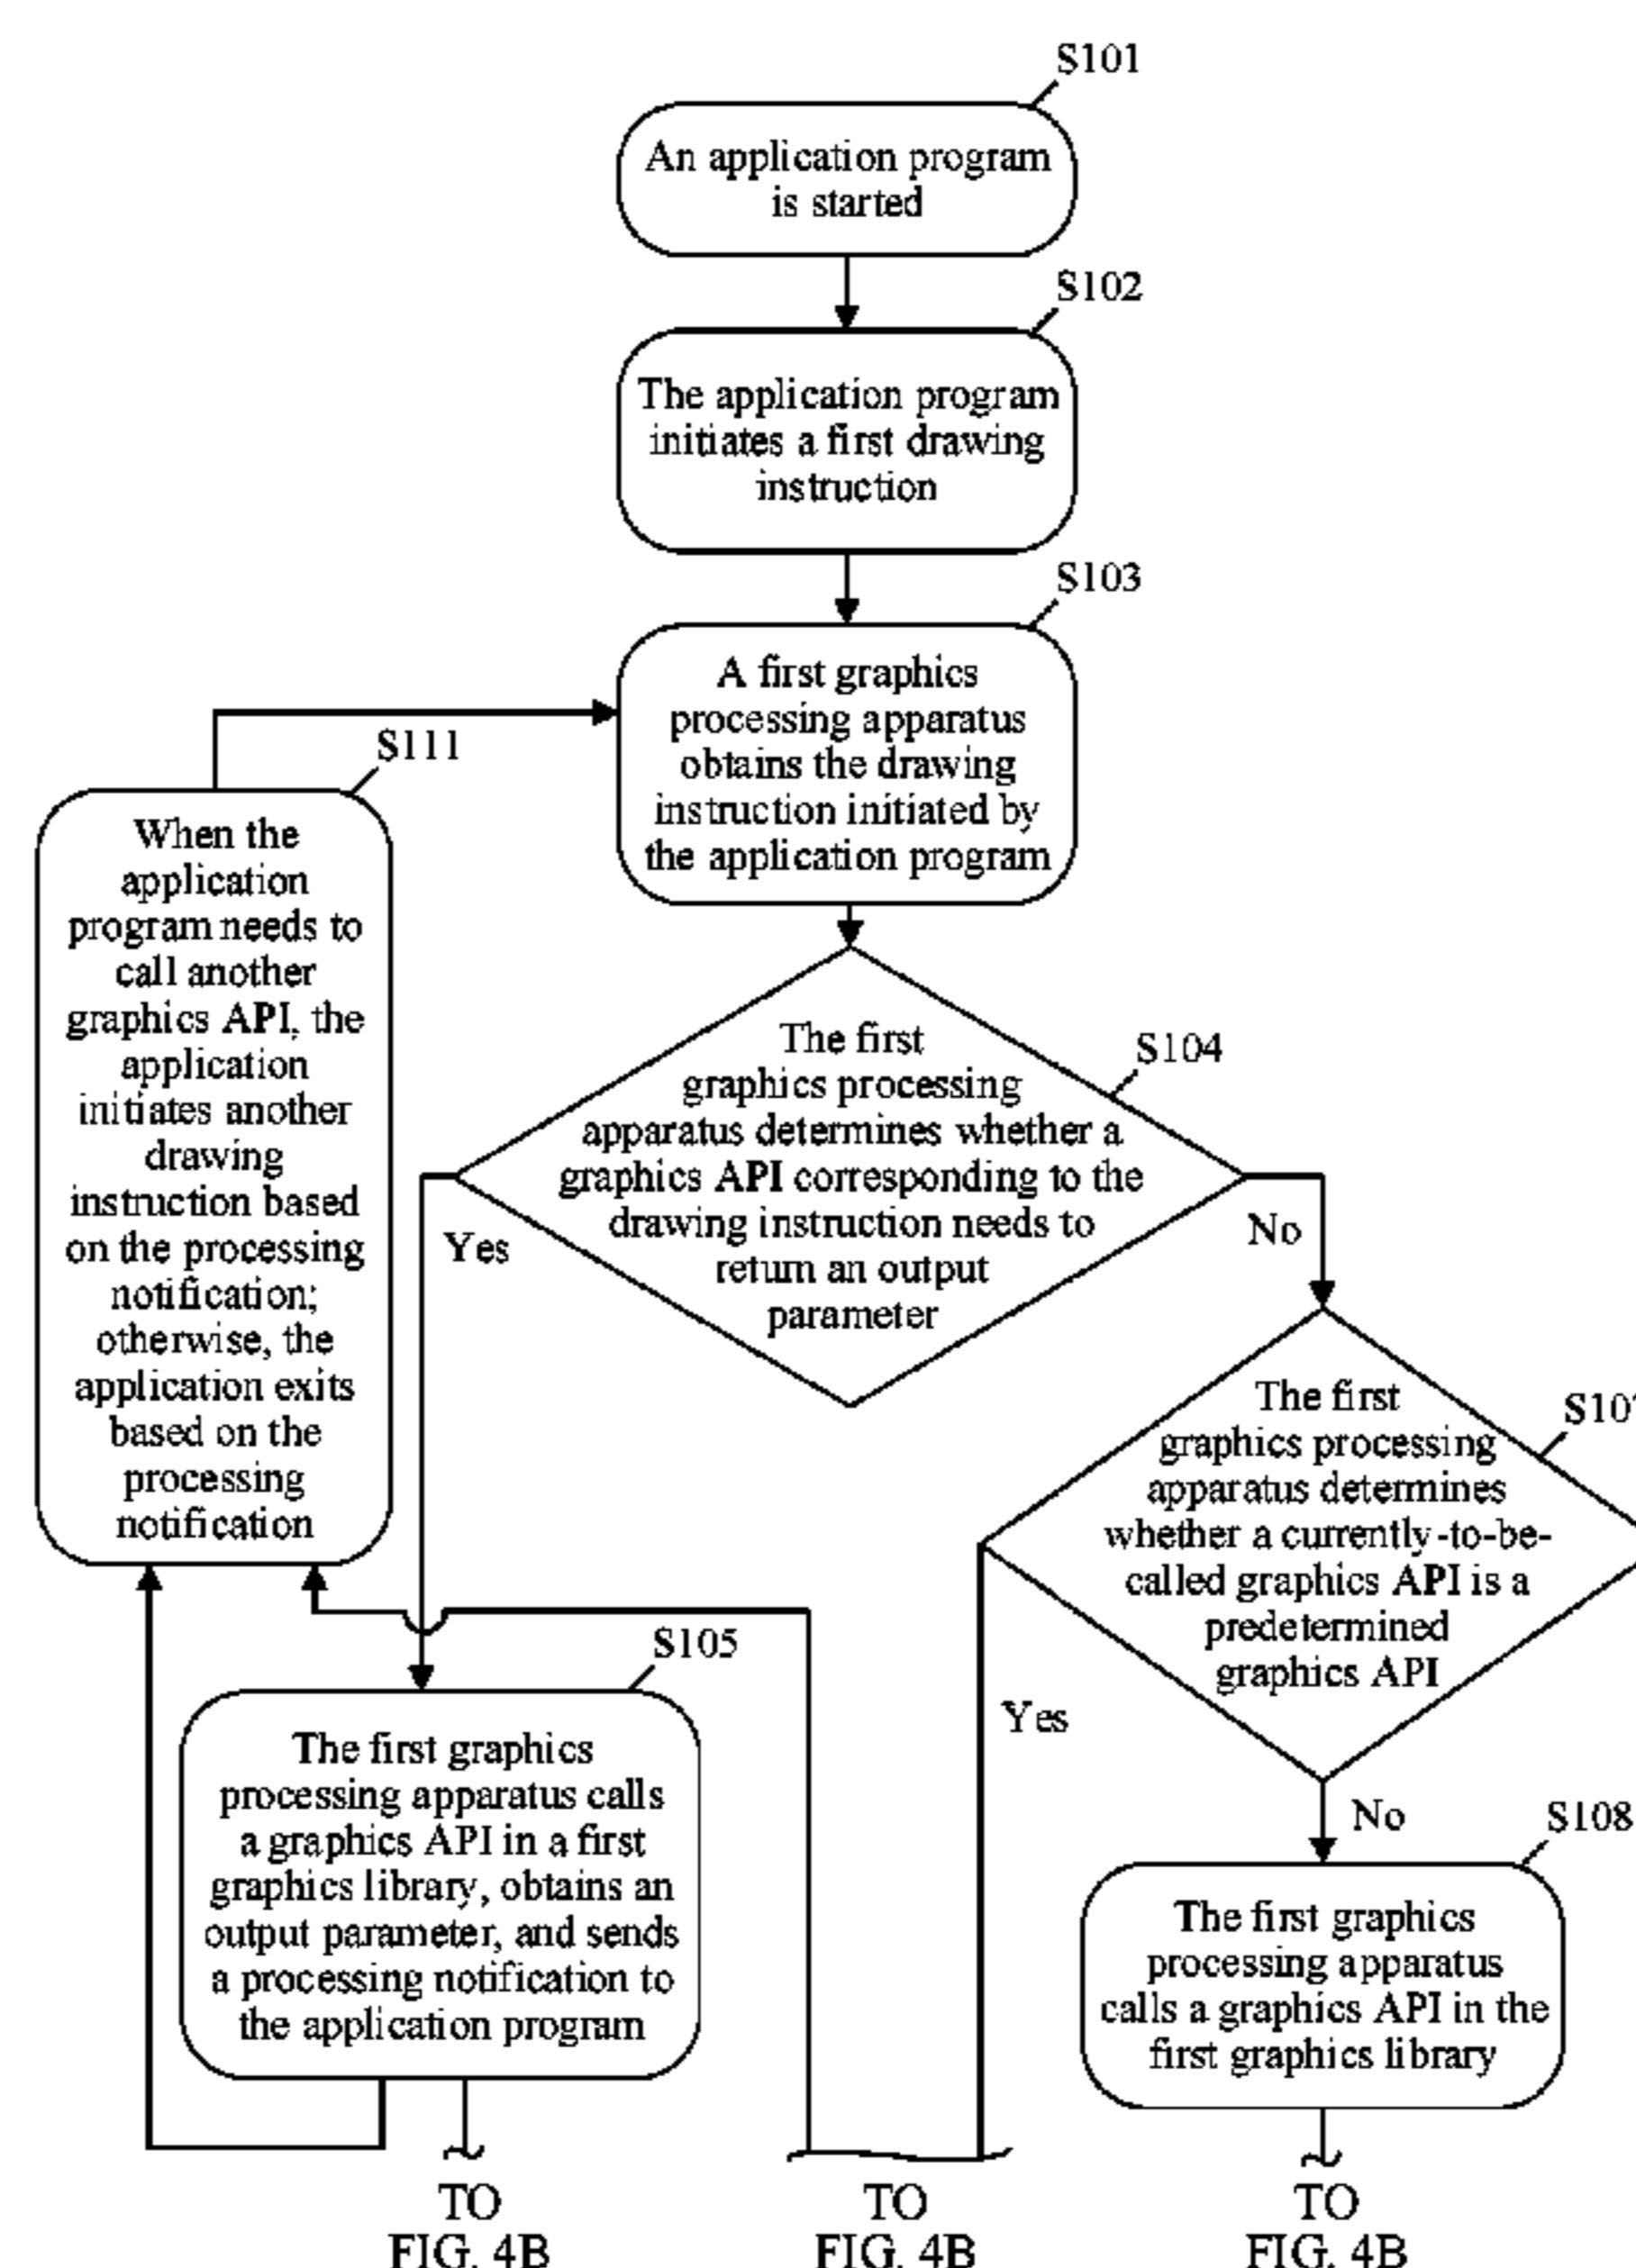 S101
An application program
is started
S102
The application program
initiates a first drawing
instruction
S103
A first graphics
processing apparatus
obtains the drawing
instruction initiated by
the application program
S111
When the
application
program needs to
call another
graphics API, the
application
initiates another
drawing
instruction based
on the processing
notification;
otherwise, the
application exits
based on the
processing
notification
S104
The first
graphics processing
apparatus determines whether a
graphics API corresponding to the
drawing instruction needs to
return an output
parameter
Yes
No
The first
graphics processing
apparatus determines
whether a currently-to-be-
called graphics API is a
predetermined
graphics API
Yes
No
S105
The first graphics
processing apparatus calls
a graphics API in a first
graphics library, obtains an
output parameter, and sends
a processing notification to
the application program
S108
The first graphics
processing apparatus
calls a graphics API in the
first graphics library
TO
FIG. 4B
TO
FIG. 4B
TO
FIG. 4B